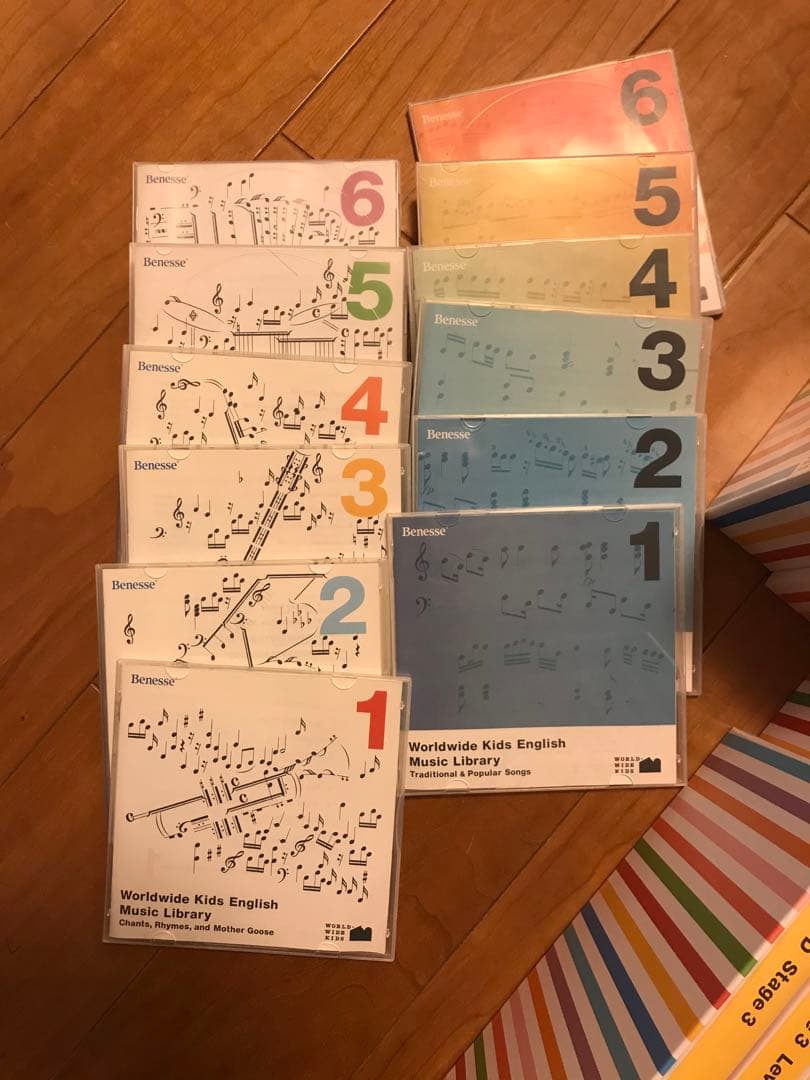 Benesse
6
Benesse
5
Benesse
4
Benesse
3
Benesse
2
Benesse
1
Worldwide Kids English
Music Library
Chants, Rhymes, and Mother Goose
WORLD-
WIDE
KIDS
Benesse
6
Benesse
5
Benesse
4
Benesse
3
Benesse
2
Benesse
1
Worldwide Kids English
Music Library
Traditional & Popular Songs
WORLD-
WIDE
KIDS
Stage 3
3 Lev